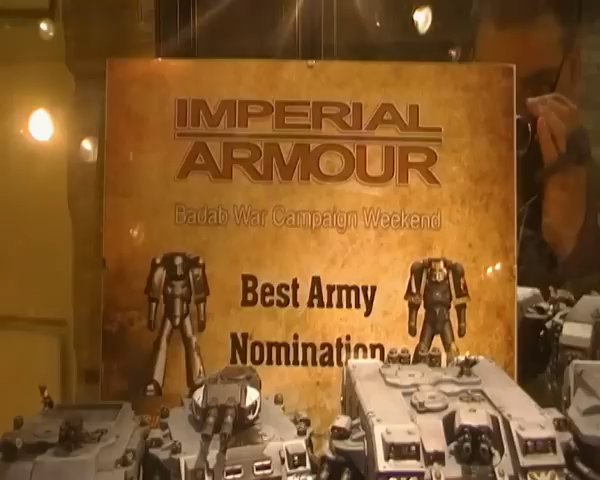 IMPERIAL
ARMOUR
Badab War Campaign Weekend
Best Army
Nomination